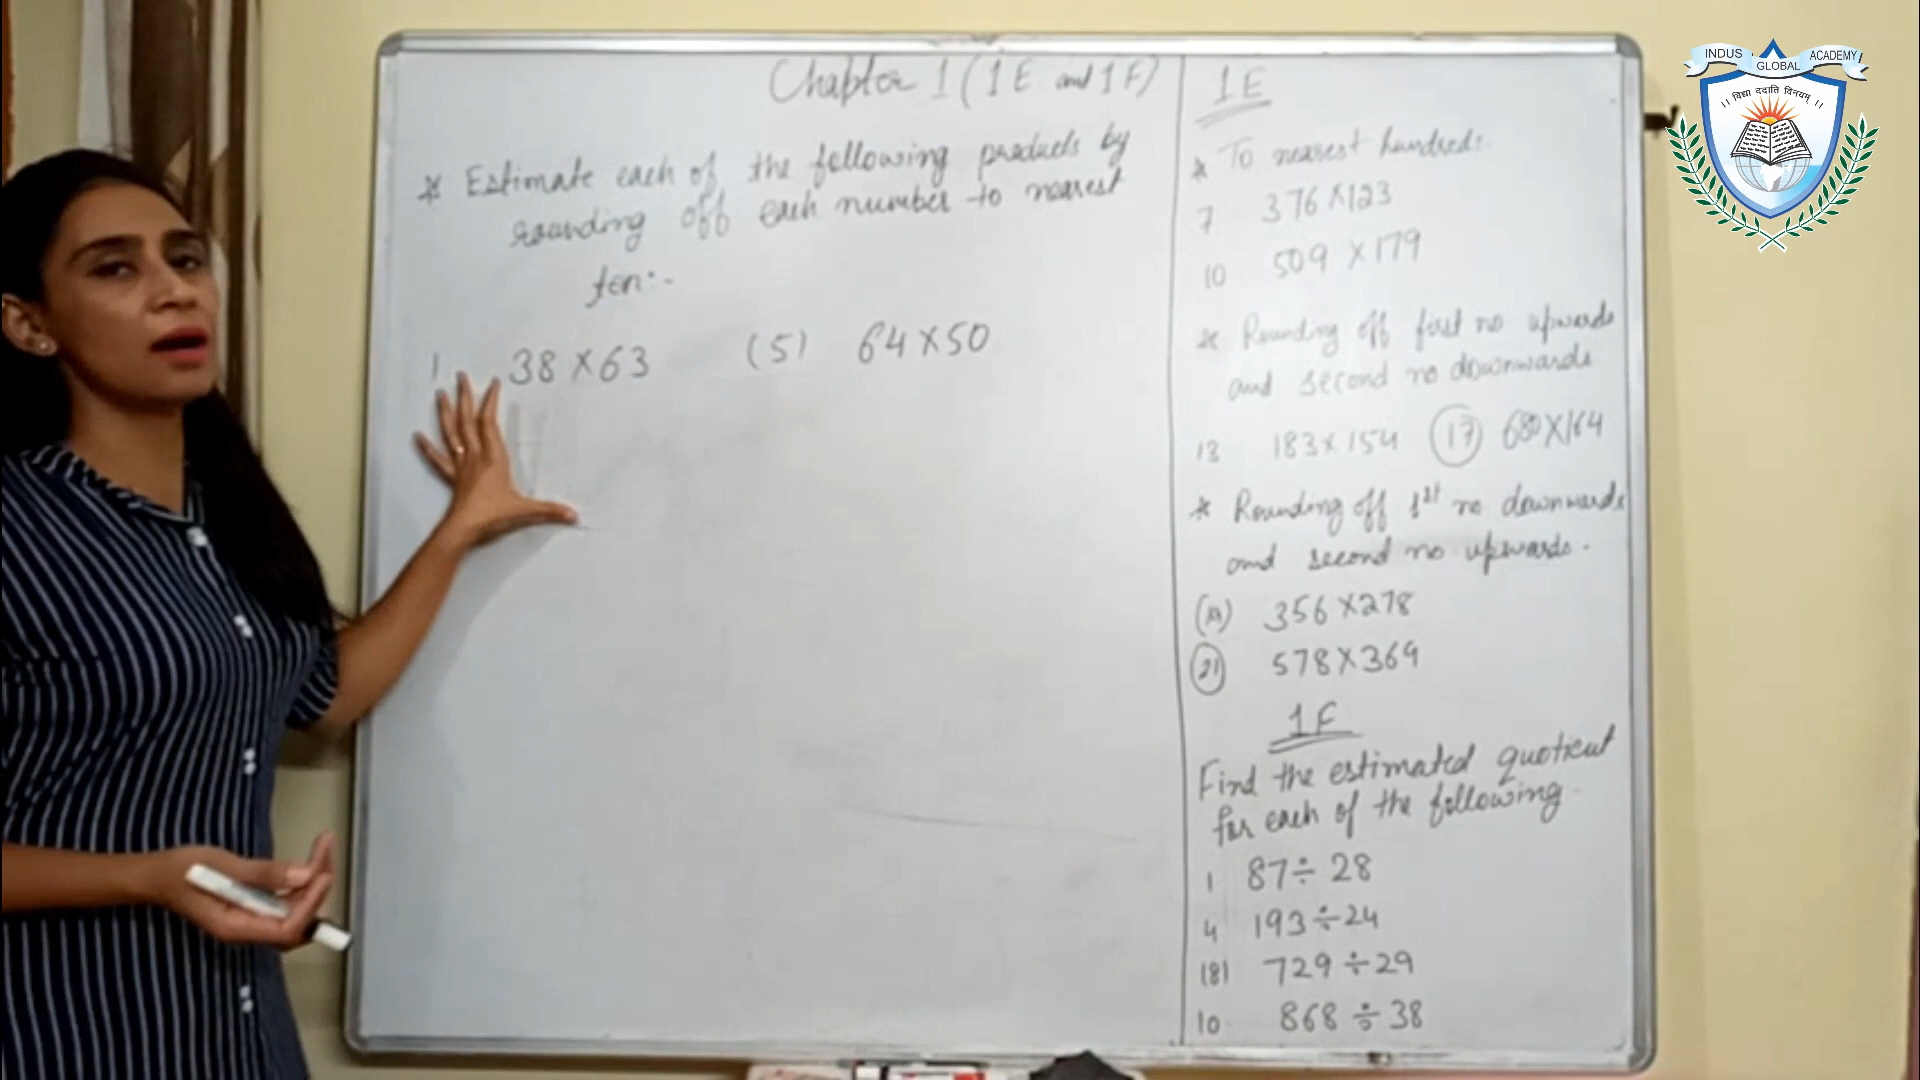 Chapter 1 (1E and 1F)
* Estimate each of the following products by
rounding off each number to nearest
ten:-
1. 38 × 63 (5) 64 × 50
1E
* To nearest hundreds.
7 376 × 123
10 509 × 179
* Rounding off first no upwards
and second no downwards
13 183 × 154 (17) 680 × 164
* Rounding off 1st no downwards
and second no upwards.
356 × 278
(21) 578 × 369
1F
Find the estimated quotient
for each of the following.
1 87 ÷ 28
4 193 ÷ 24
(8) 729 ÷ 29
10. 868 ÷ 38
INDUS GLOBAL ACADEMY
।। विद्या ददाति विनयम् ।।